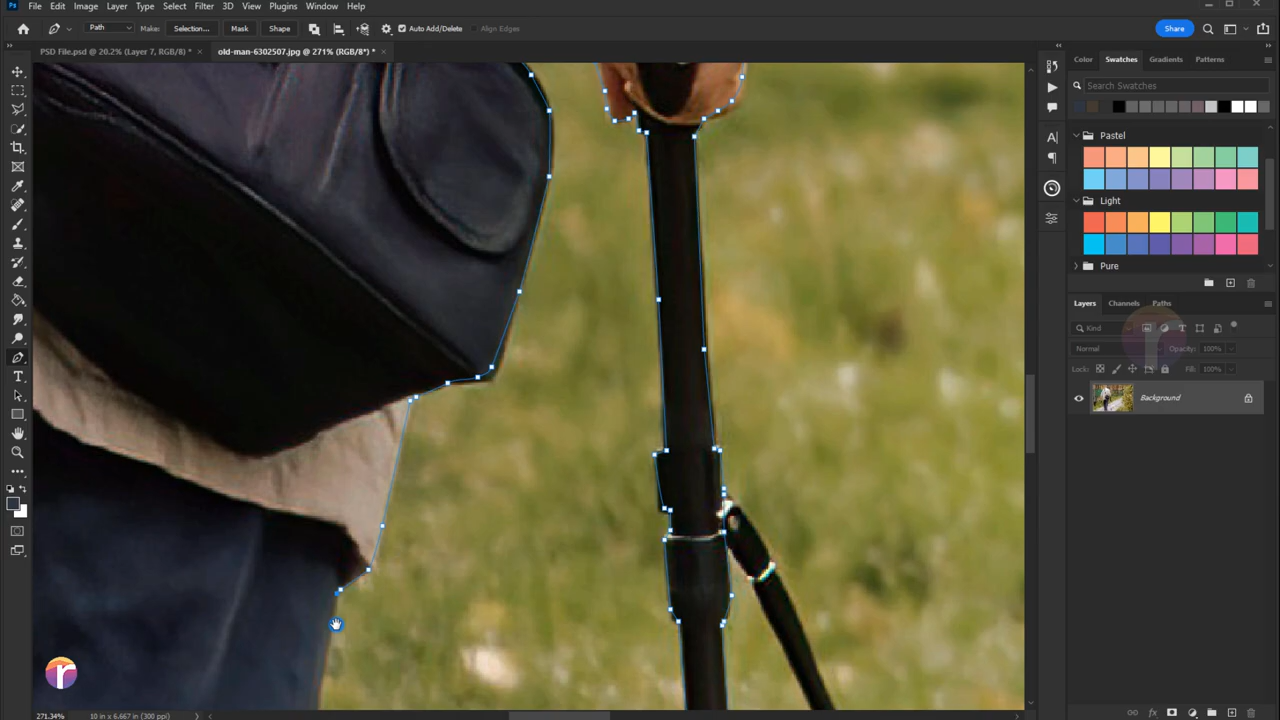 Ps File Edit Image Layer Type Select Filter 3D View Plugins Window Help
Path Make: Selection... Mask Shape Auto Add/Delete Align Edges Share
PSD File.psd @ 20.2% (Layer 7, RGB/8) * × old-man-6302507.jpg @ 271% (RGB/8*) * ×
Color Swatches Gradients Patterns
Search Swatches
Pastel
Light
Pure
Layers Channels Paths
Kind
Normal Opacity: 100%
Lock: Fill: 100%
Background
271.34% 10 in x 6.667 in (300 ppi)